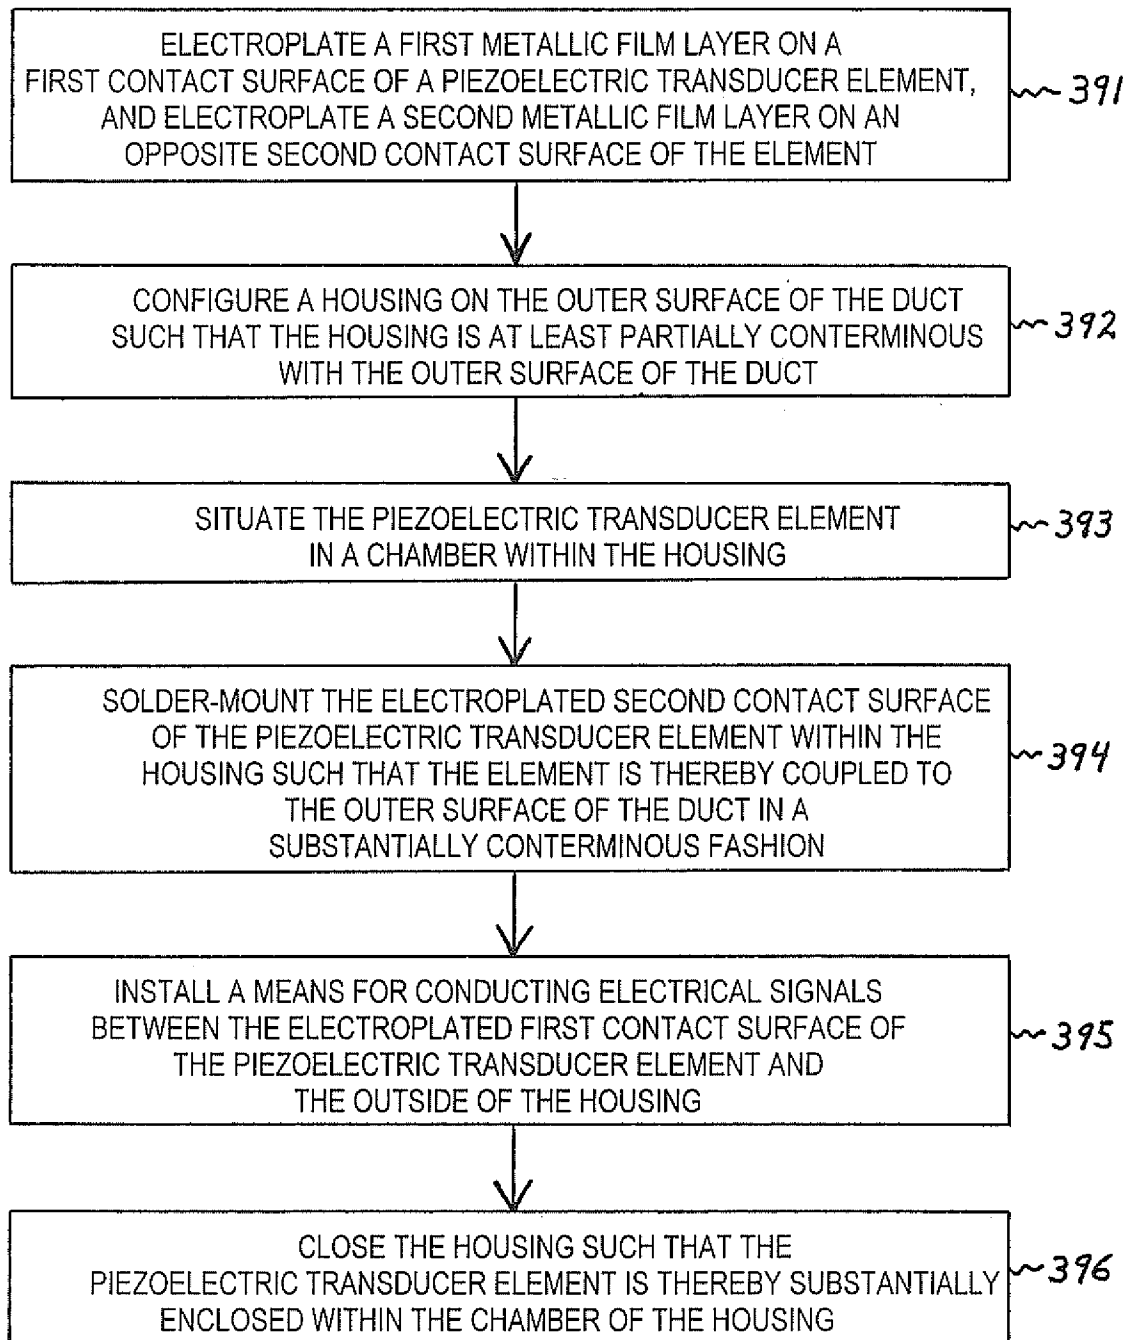 ELECTROPLATE A FIRST METALLIC FILM LAYER ON A
FIRST CONTACT SURFACE OF A PIEZOELECTRIC TRANSDUCER ELEMENT,
AND ELECTROPLATE A SECOND METALLIC FILM LAYER ON AN
OPPOSITE SECOND CONTACT SURFACE OF THE ELEMENT
391
CONFIGURE A HOUSING ON THE OUTER SURFACE OF THE DUCT
SUCH THAT THE HOUSING IS AT LEAST PARTIALLY CONTERMINOUS
WITH THE OUTER SURFACE OF THE DUCT
392
SITUATE THE PIEZOELECTRIC TRANSDUCER ELEMENT
IN A CHAMBER WITHIN THE HOUSING
393
SOLDER-MOUNT THE ELECTROPLATED SECOND CONTACT SURFACE
OF THE PIEZOELECTRIC TRANSDUCER ELEMENT WITHIN THE
HOUSING SUCH THAT THE ELEMENT IS THEREBY COUPLED TO
THE OUTER SURFACE OF THE DUCT IN A
SUBSTANTIALLY CONTERMINOUS FASHION
394
INSTALL A MEANS FOR CONDUCTING ELECTRICAL SIGNALS
BETWEEN THE ELECTROPLATED FIRST CONTACT SURFACE OF
THE PIEZOELECTRIC TRANSDUCER ELEMENT AND
THE OUTSIDE OF THE HOUSING
395
CLOSE THE HOUSING SUCH THAT THE
PIEZOELECTRIC TRANSDUCER ELEMENT IS THEREBY SUBSTANTIALLY
ENCLOSED WITHIN THE CHAMBER OF THE HOUSING
396